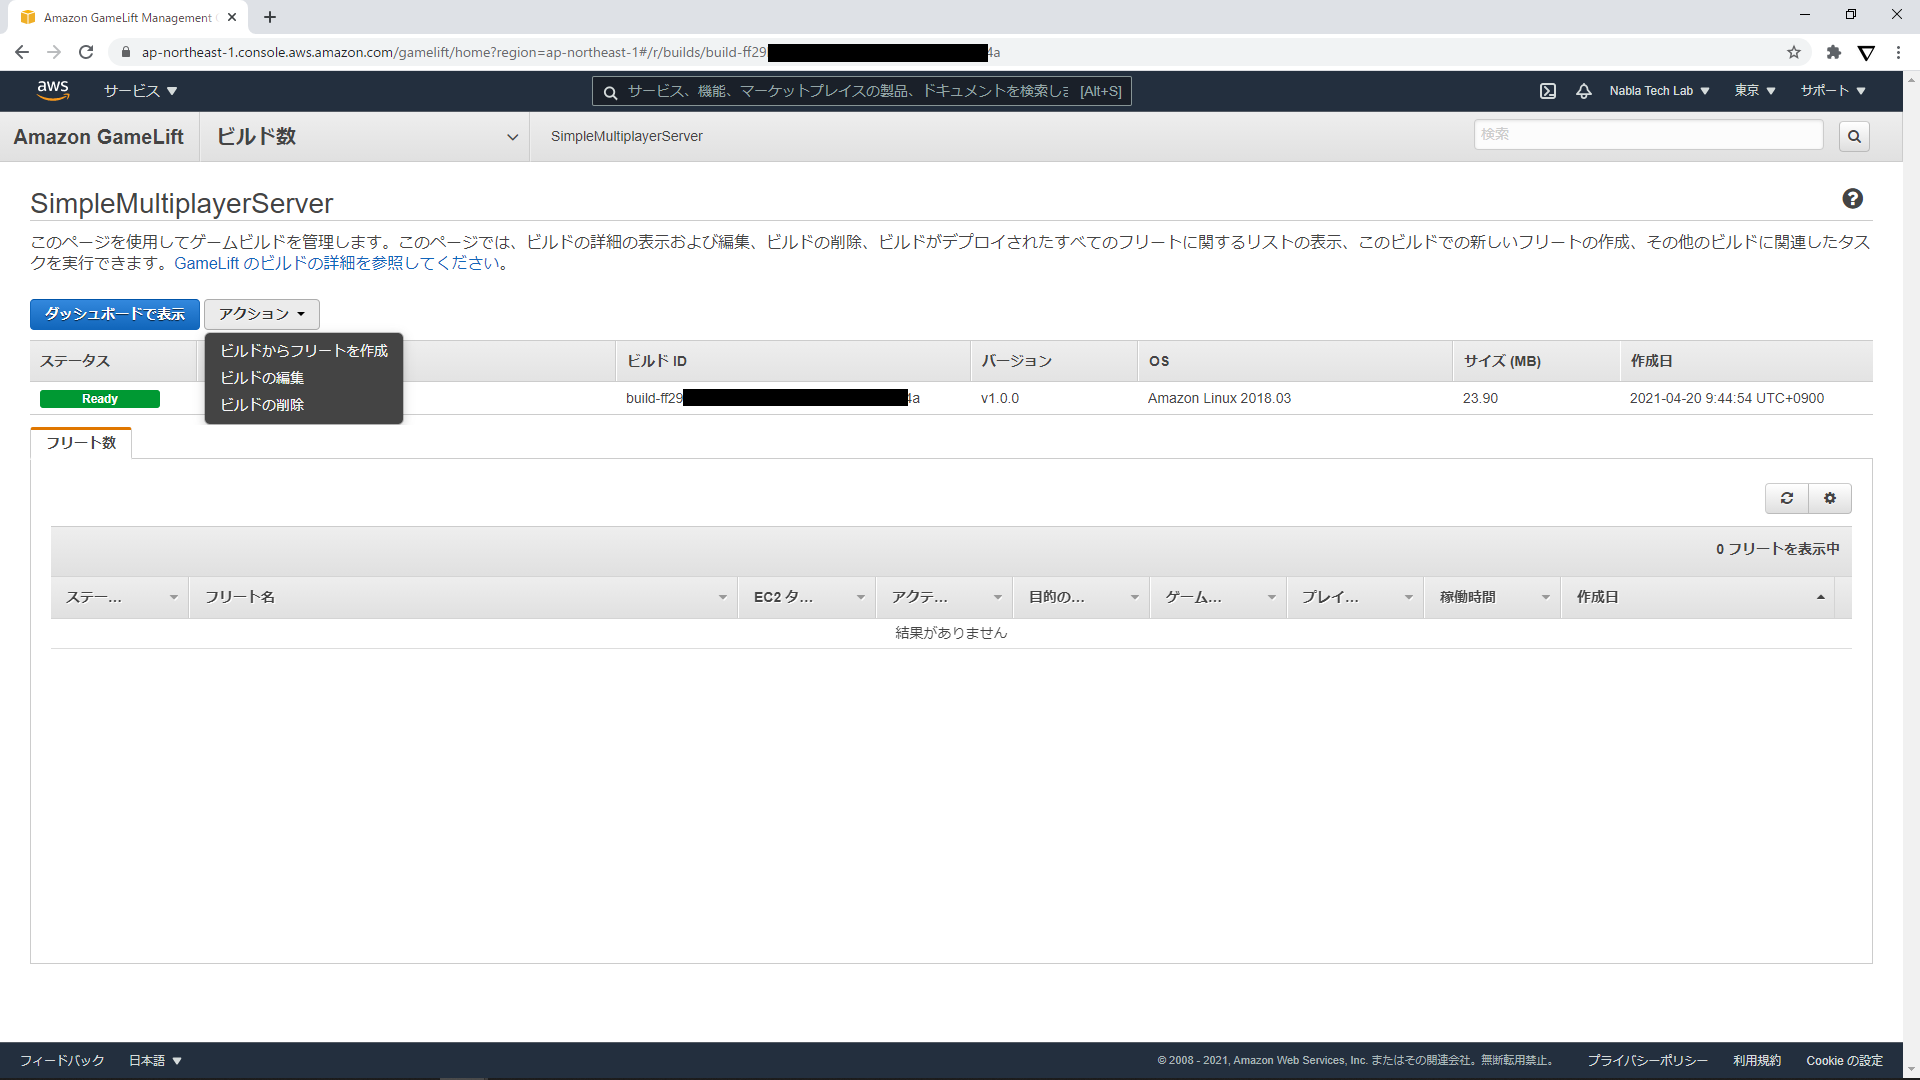 Amazon GameLift Management
ap-northeast-1.console.aws.amazon.com/gamelift/home?region=ap-northeast-1#/r/builds/build-ff29 4a
aws サービス サービス、機能、マーケットプレイスの製品、ドキュメントを検索しま [Alt+S] Nabla Tech Lab 東京 サポート
Amazon GameLift ビルド数 SimpleMultiplayerServer 検索
SimpleMultiplayerServer
このページを使用してゲームビルドを管理します。このページでは、ビルドの詳細の表示および編集、ビルドの削除、ビルドがデプロイされたすべてのフリートに関するリストの表示、このビルドでの新しいフリートの作成、その他のビルドに関連したタス
クを実行できます。GameLift のビルドの詳細を参照してください。
ダッシュボードで表示 アクション
ビルドからフリートを作成
ビルドの編集
ビルドの削除
ステータス ビルド ID バージョン OS サイズ (MB) 作成日
Ready build-ff29 4a v1.0.0 Amazon Linux 2018.03 23.90 2021-04-20 9:44:54 UTC+0900
フリート数
0 フリートを表示中
ステー... フリート名 EC2 タ... アクテ... 目的の... ゲーム... プレイ... 稼働時間 作成日
結果がありません
フィードバック 日本語 © 2008 - 2021, Amazon Web Services, Inc. またはその関連会社。無断転用禁止。 プライバシーポリシー 利用規約 Cookie の設定